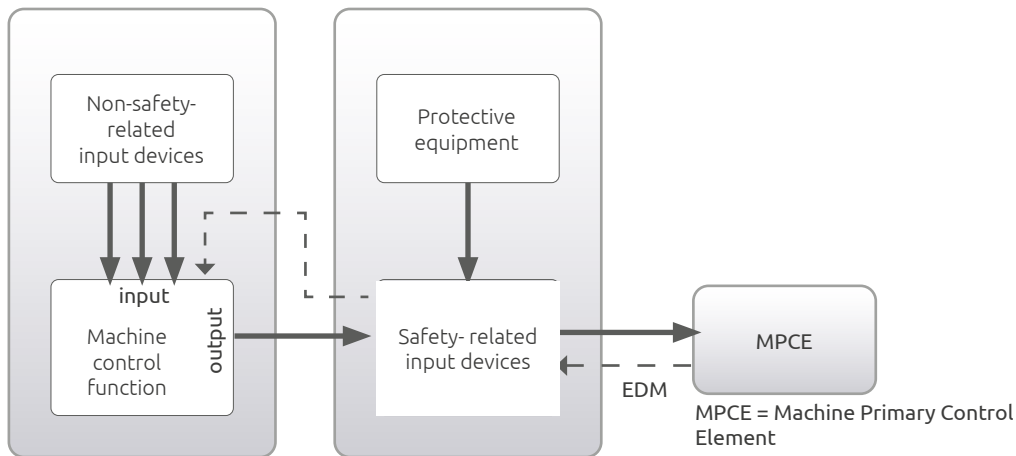 Non-safety-
related
input devices
Protective
equipment
input
output
Machine
control
function
Safety- related
input devices
MPCE
EDM
MPCE = Machine Primary Control
Element